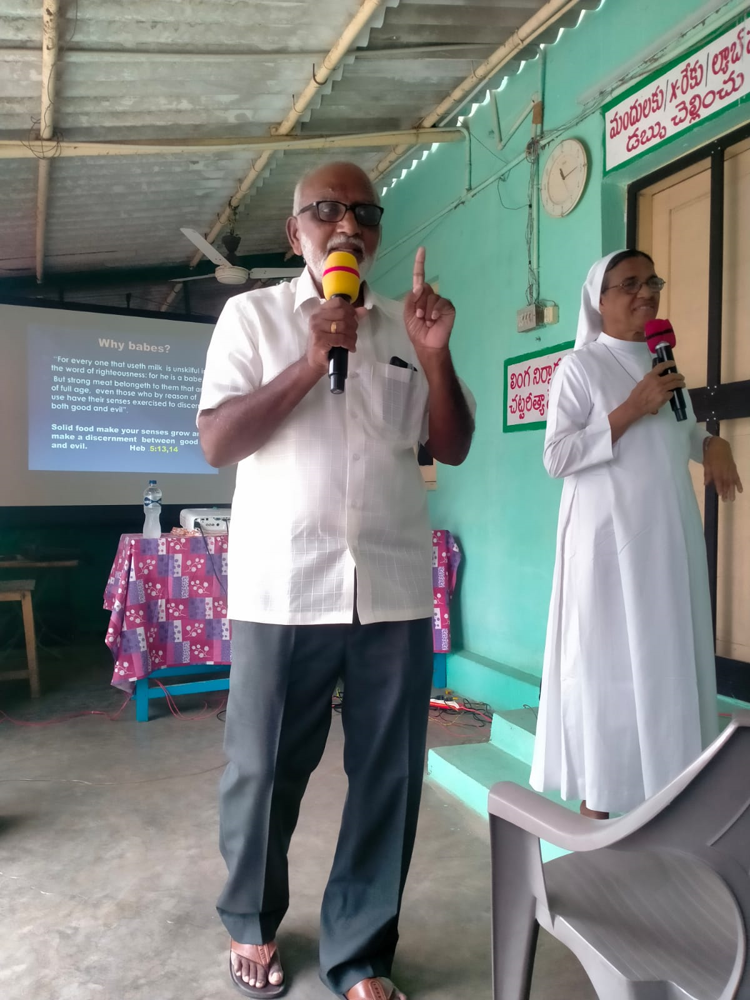 మందులకు/X-రేకు/ల్యాబ్
డబ్బు చెల్లించు
Why babes?
"For every one that useth milk is unskilful in
the word of righteousness: for he is a babe
But strong meat belongeth to them that
of full age, even those who by reason of
use have their senses exercised to
both good and evil".
Solid food make your senses grow
make a discernment between good
and evil. Heb .5:13,14
లింగ
చట్టరీత్యా